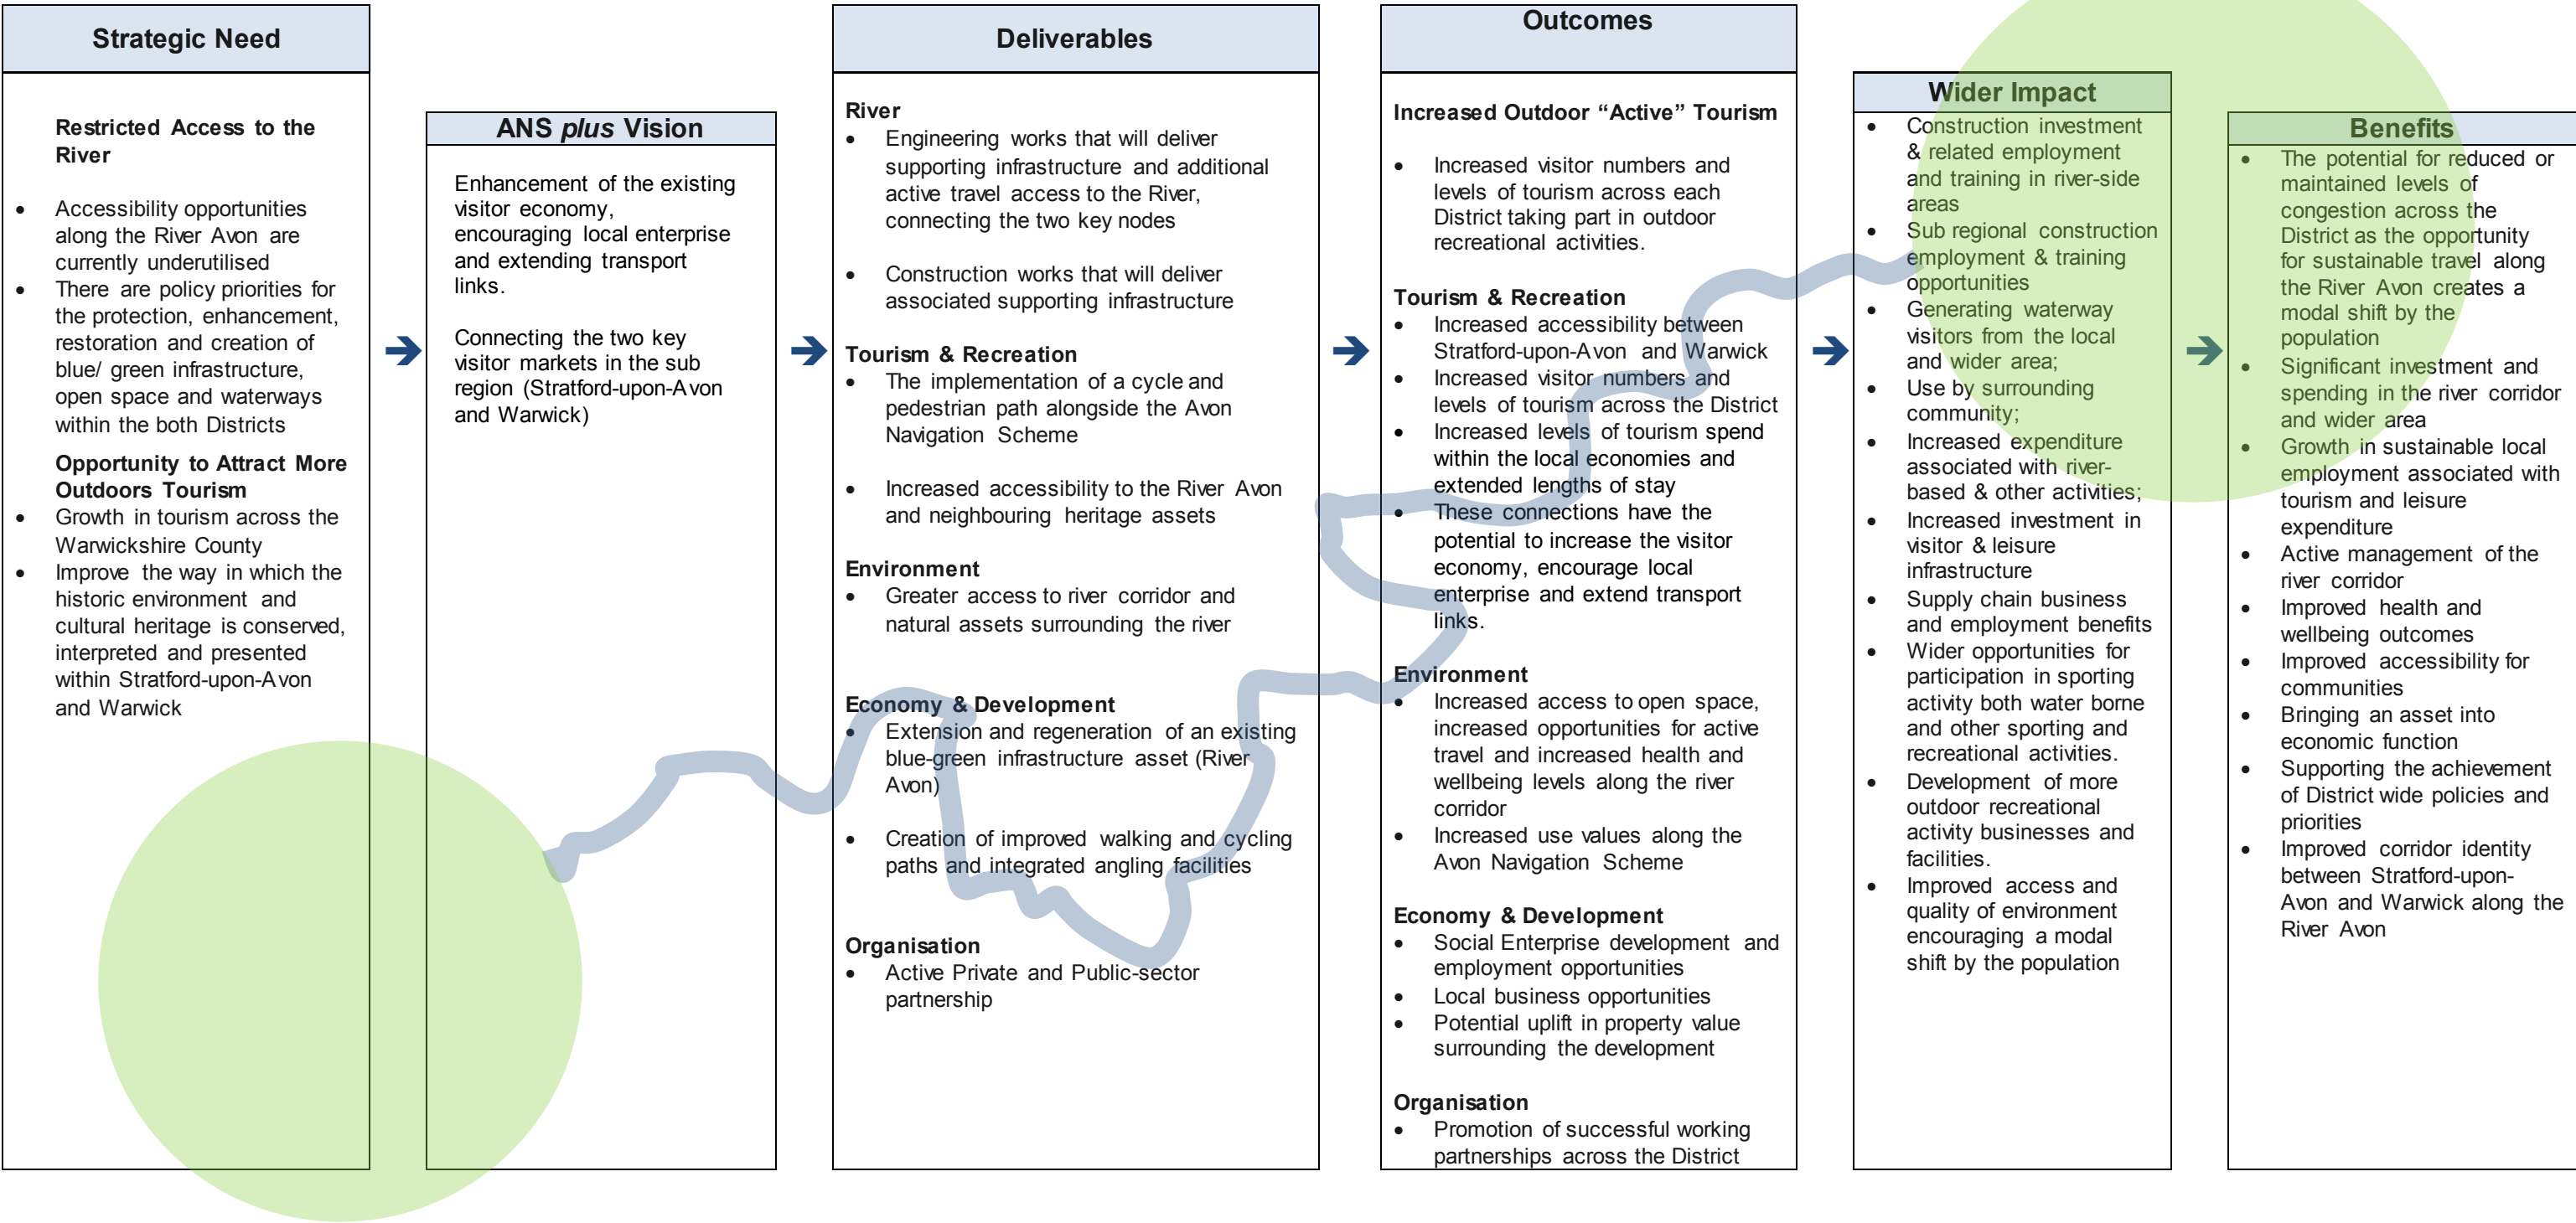 Strategic Need
Restricted Access to the
River
• Accessibility opportunities
along the River Avon are
currently underutilised
• There are policy priorities for
the protection, enhancement,
restoration and creation of
blue/ green infrastructure,
open space and waterways
within the both Districts
Opportunity to Attract More
Outdoors Tourism
• Growth in tourism across the
Warwickshire County
• Improve the way in which the
historic environment and
cultural heritage is conserved,
interpreted and presented
within Stratford-upon-Avon
and Warwick
ANS plus Vision
Enhancement of the existing
visitor economy,
encouraging local enterprise
and extending transport
links.
Connecting the two key
visitor markets in the sub
region (Stratford-upon-Avon
and Warwick)
Deliverables
River
• Engineering works that will deliver
supporting infrastructure and additional
active travel access to the River,
connecting the two key nodes
• Construction works that will deliver
associated supporting infrastructure
Tourism & Recreation
• The implementation of a cycle and
pedestrian path alongside the Avon
Navigation Scheme
• Increased accessibility to the River Avon
and neighbouring heritage assets
Environment
• Greater access to river corridor and
natural assets surrounding the river
Economy & Development
• Extension and regeneration of an existing
blue-green infrastructure asset (River
Avon)
• Creation of improved walking and cycling
paths and integrated angling facilities
Organisation
• Active Private and Public-sector
partnership
Outcomes
Increased Outdoor “Active” Tourism
• Increased visitor numbers and
levels of tourism across each
District taking part in outdoor
recreational activities.
Tourism & Recreation
• Increased accessibility between
Stratford-upon-Avon and Warwick
• Increased visitor numbers and
levels of tourism across the District
• Increased levels of tourism spend
within the local economies and
extended lengths of stay
• These connections have the
potential to increase the visitor
economy, encourage local
enterprise and extend transport
links.
Environment
• Increased access to open space,
increased opportunities for active
travel and increased health and
wellbeing levels along the river
corridor
• Increased use values along the
Avon Navigation Scheme
Economy & Development
• Social Enterprise development and
employment opportunities
• Local business opportunities
• Potential uplift in property value
surrounding the development
Organisation
• Promotion of successful working
partnerships across the District
Wider Impact
• Construction investment
& related employment
and training in river-side
areas
• Sub regional construction
employment & training
opportunities
• Generating waterway
visitors from the local
and wider area;
• Use by surrounding
community;
• Increased expenditure
associated with river-
based & other activities;
• Increased investment in
visitor & leisure
infrastructure
• Supply chain business
and employment benefits
• Wider opportunities for
participation in sporting
activity both water borne
and other sporting and
recreational activities.
• Development of more
outdoor recreational
activity businesses and
facilities.
• Improved access and
quality of environment
encouraging a modal
shift by the population
Benefits
• The potential for reduced or
maintained levels of
congestion across the
District as the opportunity
for sustainable travel along
the River Avon creates a
modal shift by the
population
• Significant investment and
spending in the river corridor
and wider area
• Growth in sustainable local
employment associated with
tourism and leisure
expenditure
• Active management of the
river corridor
• Improved health and
wellbeing outcomes
• Improved accessibility for
communities
• Bringing an asset into
economic function
• Supporting the achievement
of District wide policies and
priorities
• Improved corridor identity
between Stratford-upon-
Avon and Warwick along the
River Avon